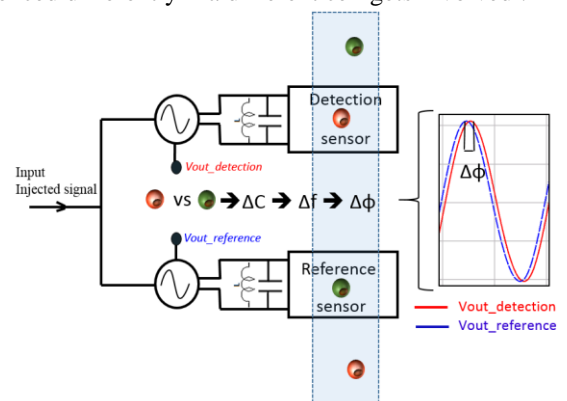 Detection
sensor
Input
Injected signal
Vout_detection
vs ➔ΔC ➔ Δf ➔ Δϕ
Vout_reference
Reference
sensor
Δϕ
Vout_detection
Vout_reference